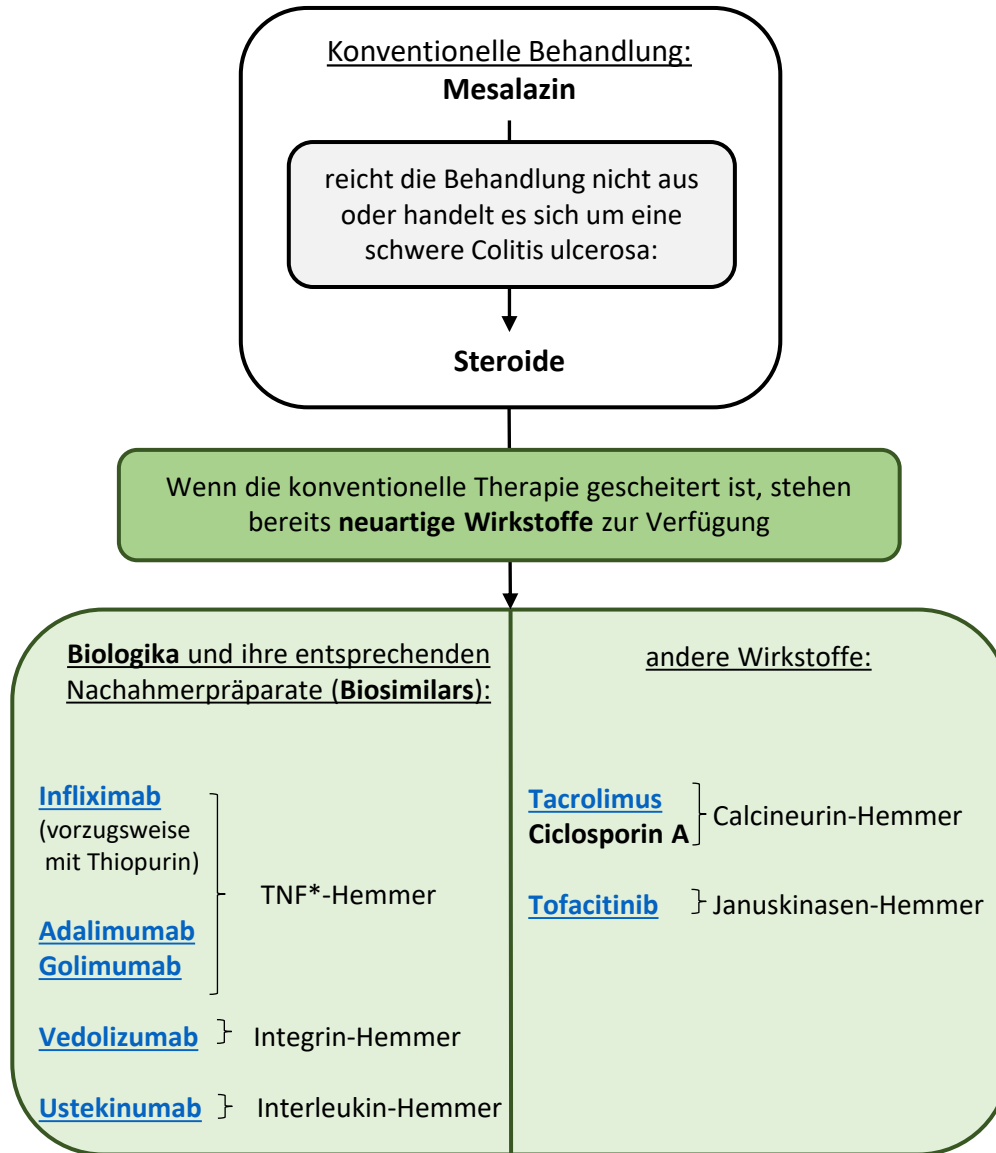 Konventionelle Behandlung:
Mesalazin
reicht die Behandlung nicht aus
oder handelt es sich um eine
schwere Colitis ulcerosa:
Steroide
Wenn die konventionelle Therapie gescheitert ist, stehen
bereits neuartige Wirkstoffe zur Verfügung
Biologika und ihre entsprechenden
Nachahmerpräparate (Biosimilars):
Infliximab
(vorzugsweise
mit Thiopurin)
Adalimumab
Golimumab
TNF*-Hemmer
Vedolizumab
Integrin-Hemmer
Ustekinumab
Interleukin-Hemmer
andere Wirkstoffe:
Tacrolimus
Ciclosporin A
Calcineurin-Hemmer
Tofacitinib
Januskinasen-Hemmer